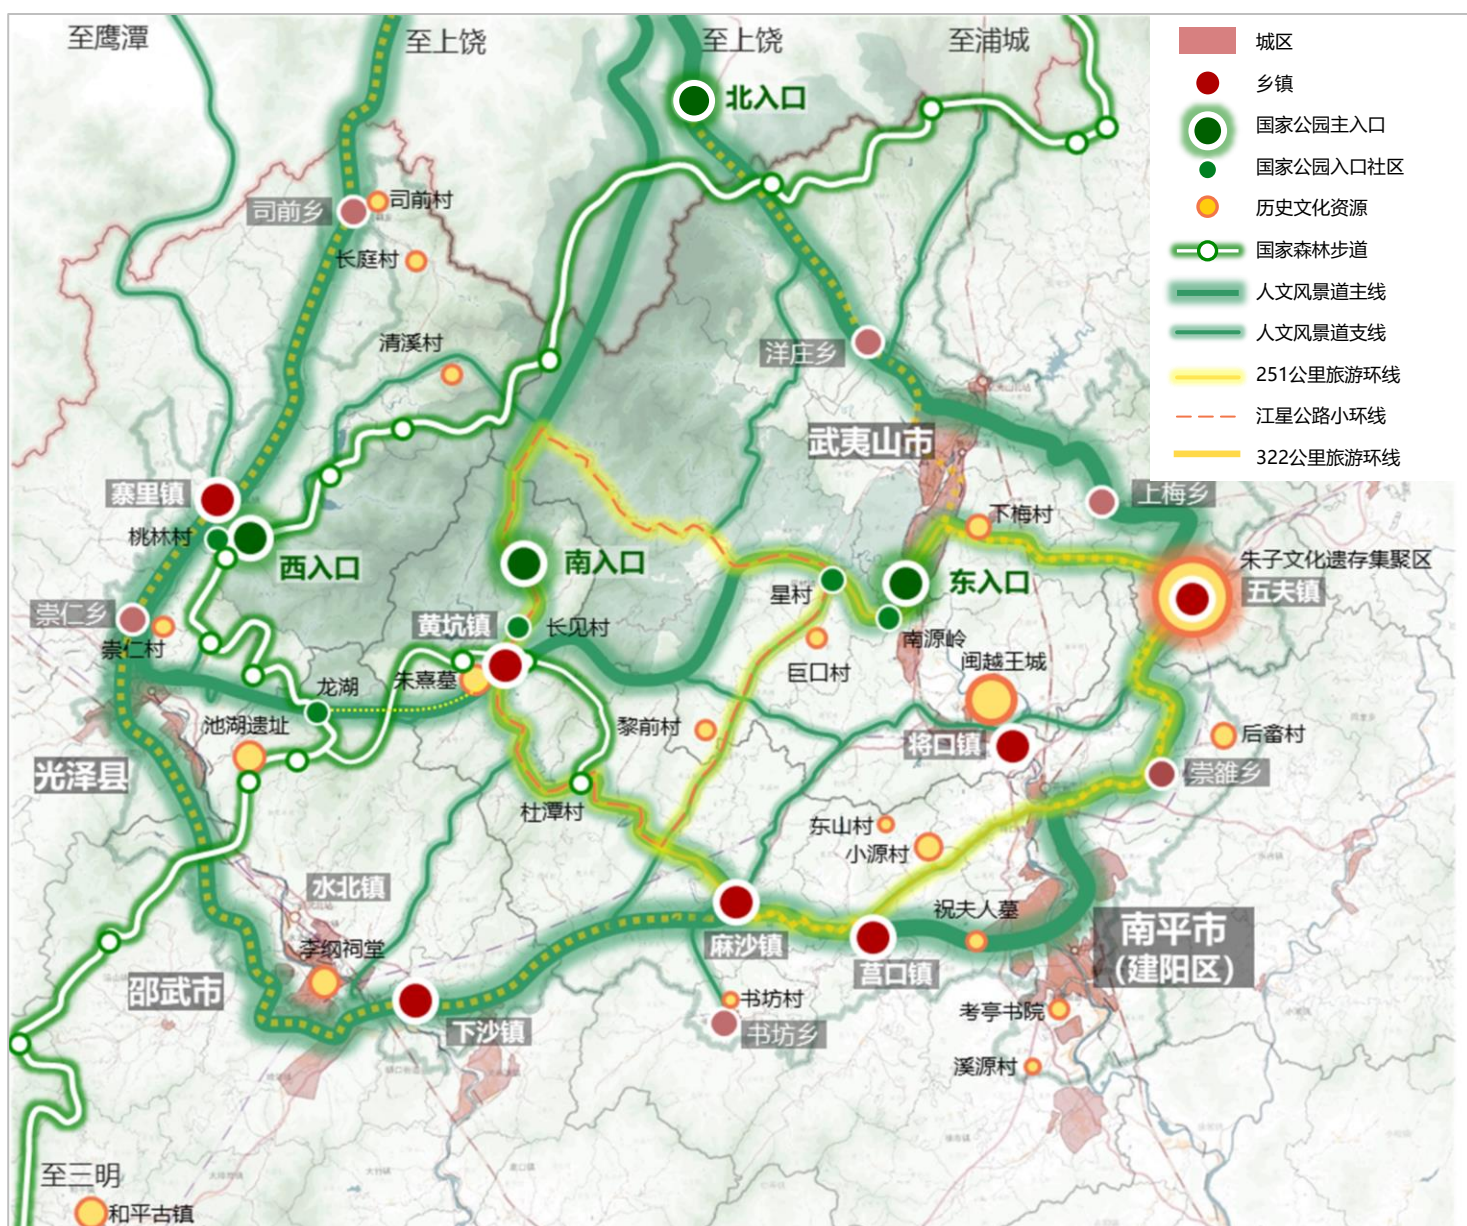 至鹰潭
至上饶
至上饶
至浦城
北入口
城区
乡镇
国家公园主入口
国家公园入口社区
历史文化资源
国家森林步道
人文风景道主线
人文风景道支线
251公里旅游环线
江星公路小环线
322公里旅游环线
司前乡
司前村
长庭村
清溪村
洋庄乡
武夷山市
寨里镇
桃林村
西入口
南入口
东入口
下梅村
上梅乡
朱子文化遗存集聚区
五夫镇
崇仁乡
崇仁村
黄坑镇
长见村
星村
南源岭
巨口村
闽越王城
朱熹墓
龙湖
池湖遗址
黎前村
将口镇
后畲村
崇雒乡
光泽县
杜潭村
东山村
小源村
水北镇
李纲祠堂
邵武市
下沙镇
麻沙镇
莒口镇
祝夫人墓
南平市
（建阳区）
书坊村
书坊乡
考亭书院
溪源村
至三明
和平古镇